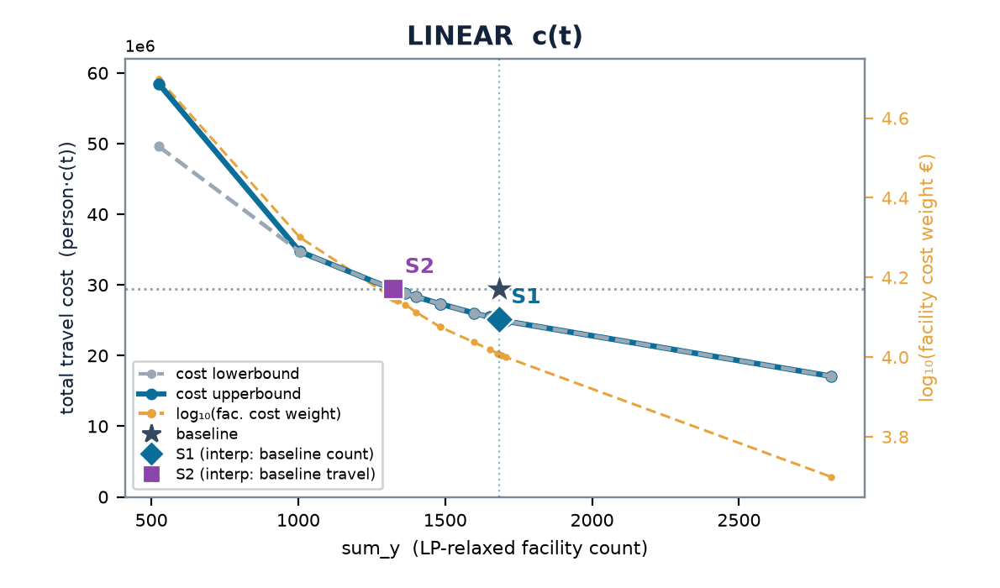 LINEAR  c(t)
1e6
60
50
40
30
20
10
0
total travel cost  (person·c(t))
4.6
4.4
4.2
4.0
3.8
log₁₀(facility cost weight €)
S2
S1
cost lowerbound
cost upperbound
log₁₀(fac. cost weight)
baseline
S1 (interp: baseline count)
S2 (interp: baseline travel)
500
1000
1500
2000
2500
sum_y  (LP-relaxed facility count)